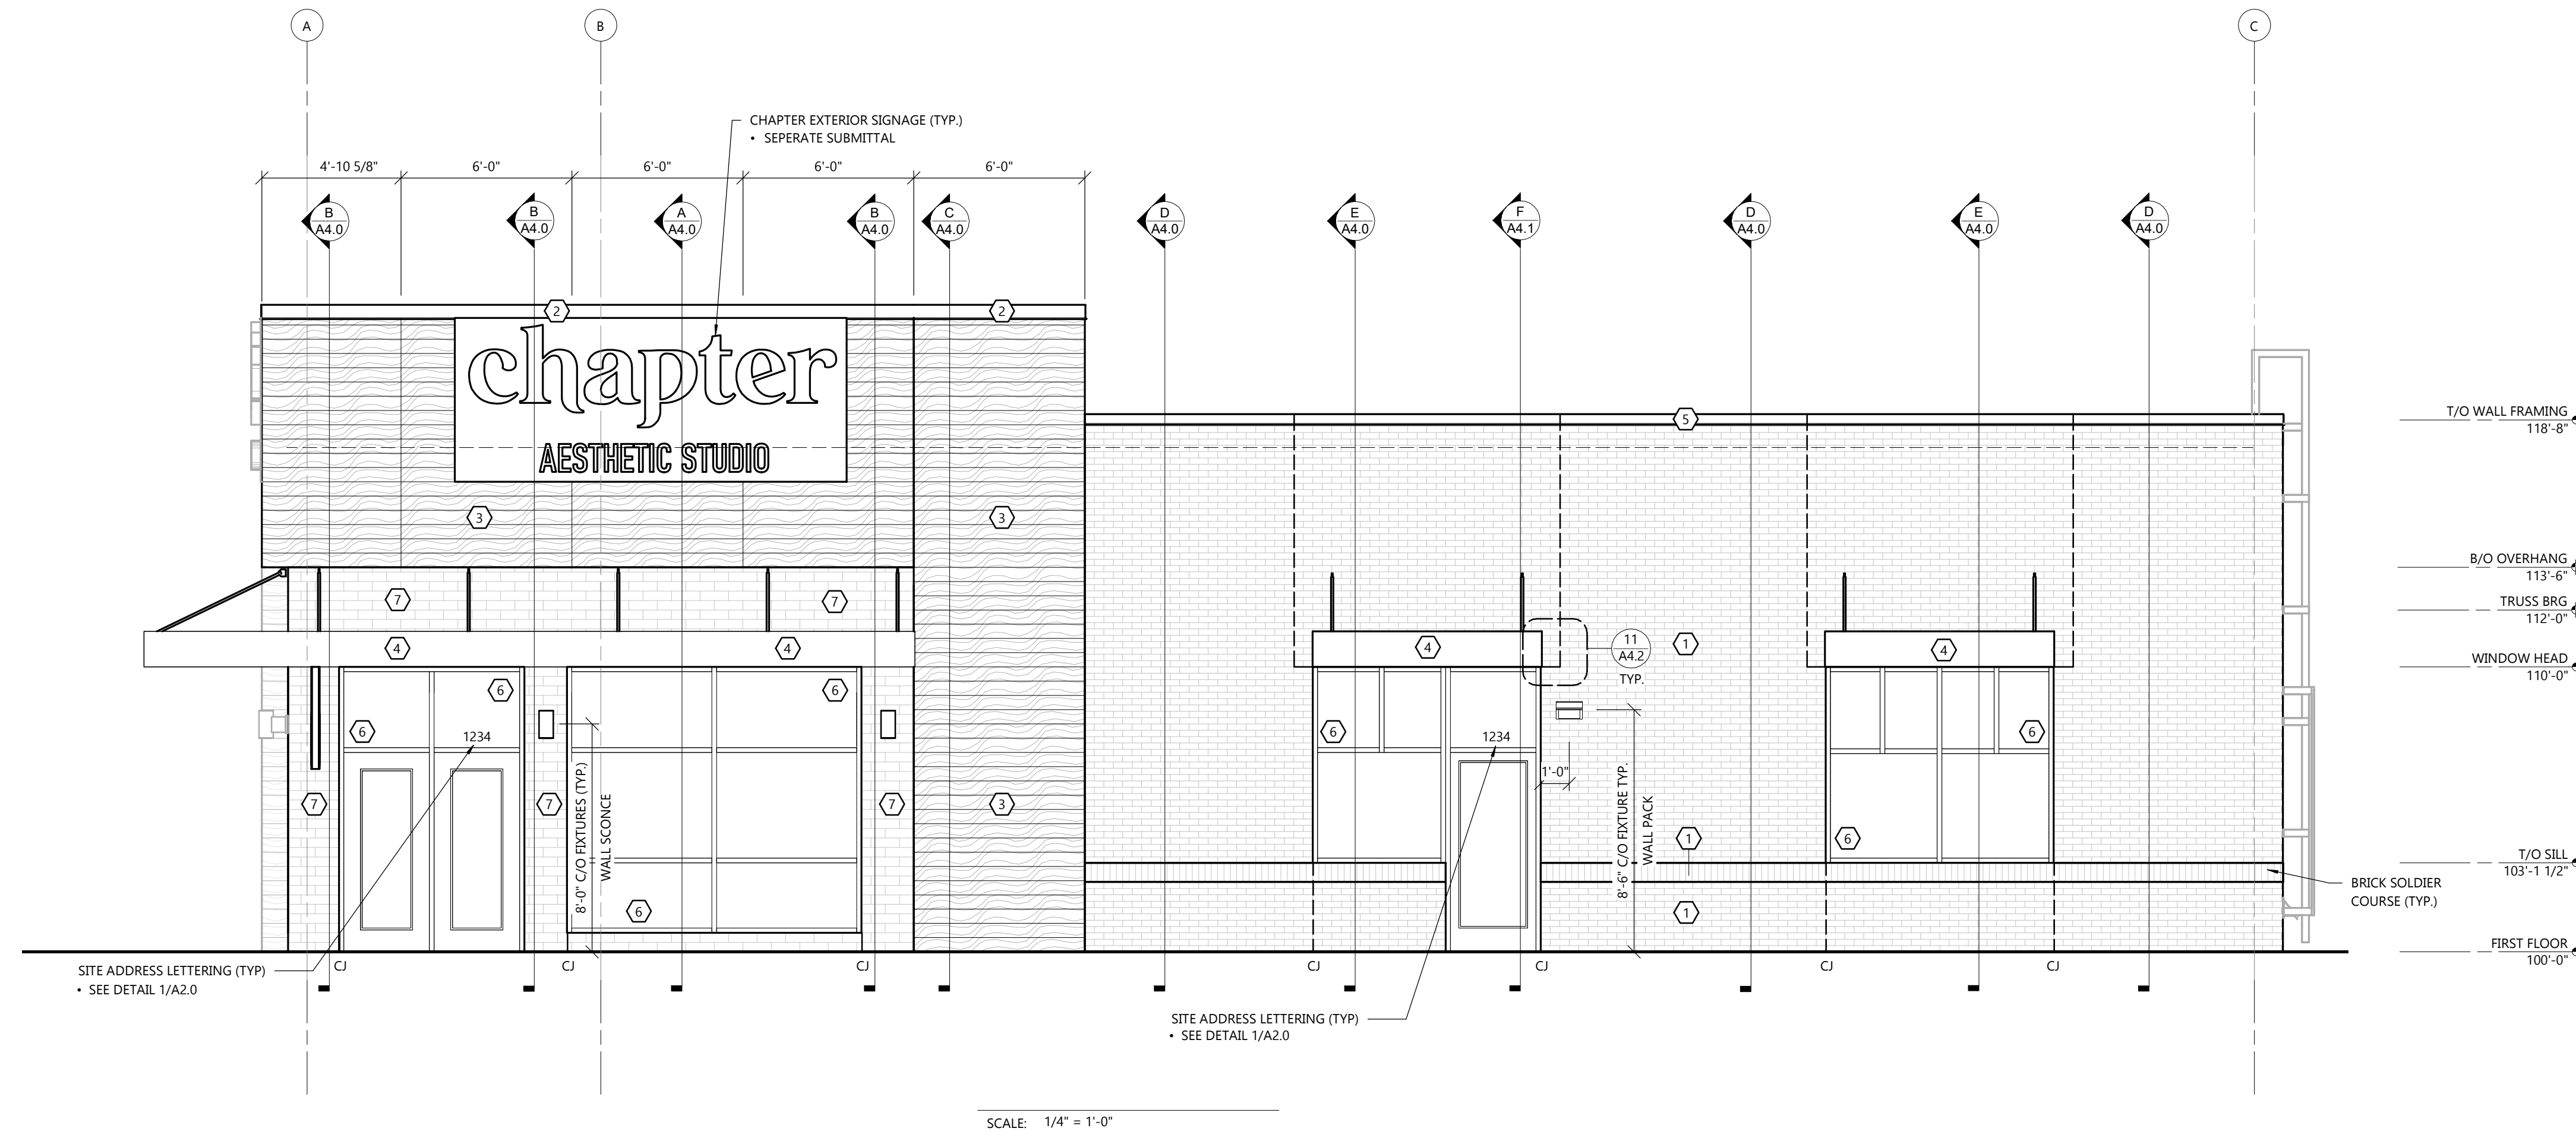 A
B
C
CHAPTER EXTERIOR SIGNAGE (TYP.)
• SEPERATE SUBMITTAL
4'-10 5/8"
6'-0"
6'-0"
6'-0"
6'-0"
B
A4.0
B
A4.0
A
A4.0
B
A4.0
C
A4.0
D
A4.0
E
A4.0
F
A4.1
D
A4.0
E
A4.0
D
A4.0
2
2
chapter
AESTHETIC STUDIO
5
T/O WALL FRAMING
118'-8"
3
3
B/O OVERHANG
113'-6"
7
7
TRUSS BRG
112'-0"
4
4
4
11
A4.2
TYP.
1
4
WINDOW HEAD
110'-0"
6
6
6
1234
6
1234
6
1'-0"
7
7
7
3
8'-0" C/O FIXTURES (TYP.)
WALL SCONCE
8'-6" C/O FIXTURE TYP.
WALL PACK
1
6
T/O SILL
103'-1 1/2"
BRICK SOLDIER
COURSE (TYP.)
6
1
FIRST FLOOR
100'-0"
CJ
CJ
CJ
CJ
CJ
CJ
CJ
SITE ADDRESS LETTERING (TYP)
• SEE DETAIL 1/A2.0
SITE ADDRESS LETTERING (TYP)
• SEE DETAIL 1/A2.0
SCALE: 1/4" = 1'-0"